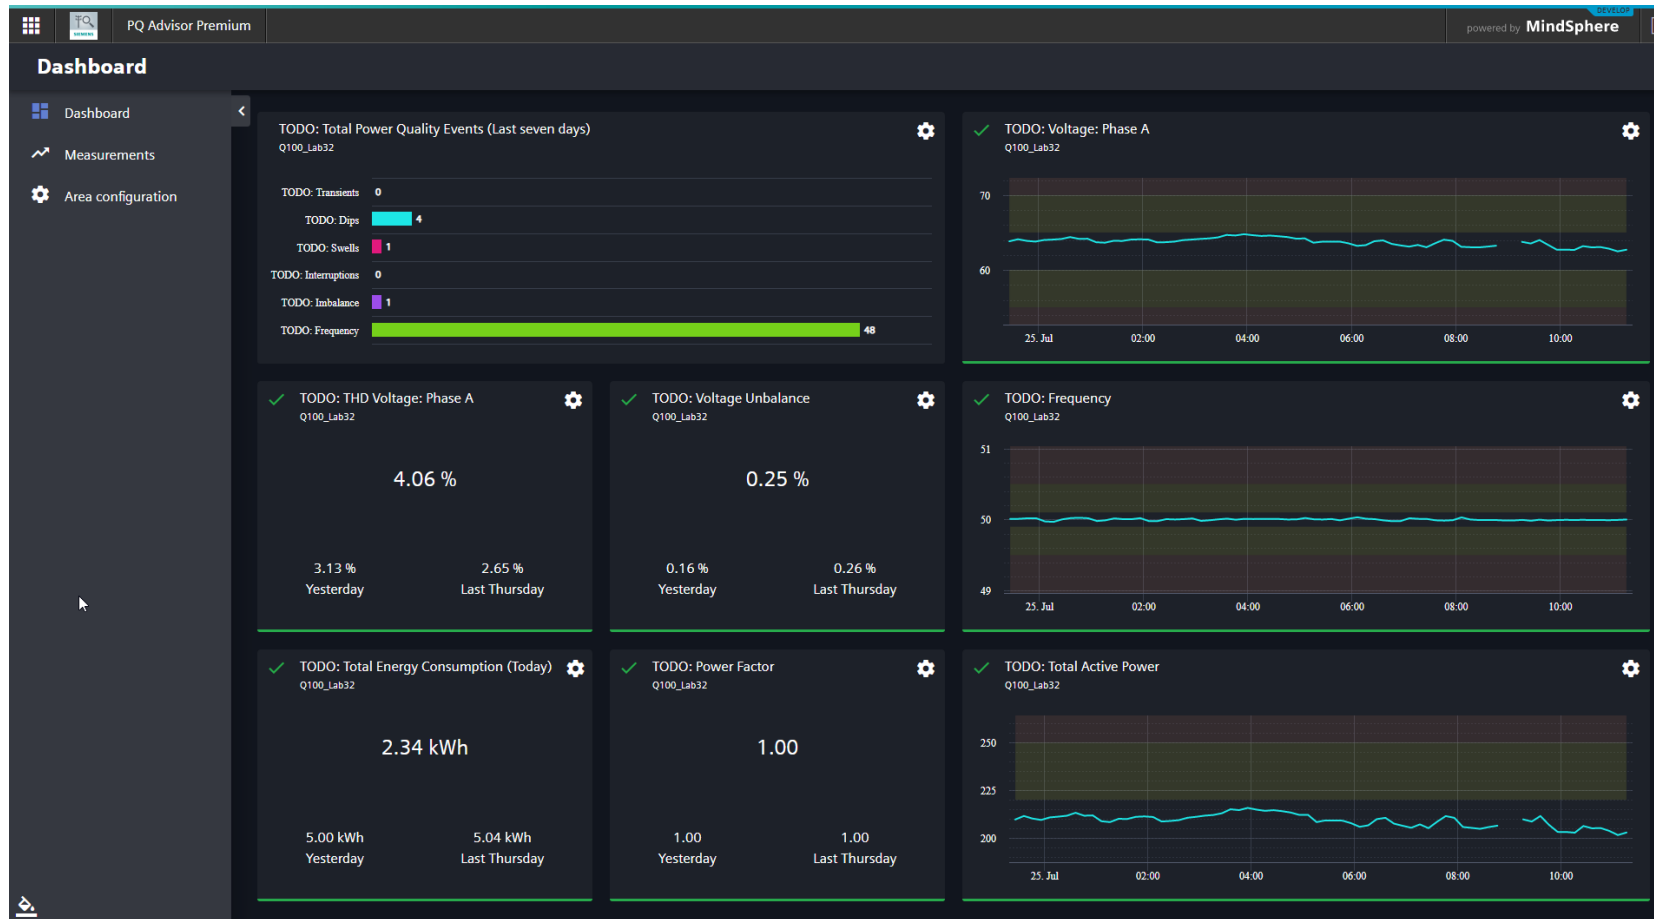 PQ Advisor Premium
DEVELOP
powered by MindSphere
Dashboard
Dashboard
Measurements
Area configuration
TODO: Total Power Quality Events (Last seven days)
Q100_Lab32
TODO: Transients 0
TODO: Dips 4
TODO: Swells 1
TODO: Interruptions 0
TODO: Imbalance 1
TODO: Frequency 48
TODO: Voltage: Phase A
Q100_Lab32
70
60
25. Jul 02:00 04:00 06:00 08:00 10:00
TODO: THD Voltage: Phase A
Q100_Lab32
4.06 %
3.13 % 2.65 %
Yesterday Last Thursday
TODO: Voltage Unbalance
Q100_Lab32
0.25 %
0.16 % 0.26 %
Yesterday Last Thursday
TODO: Frequency
Q100_Lab32
51
50
49
25. Jul 02:00 04:00 06:00 08:00 10:00
TODO: Total Energy Consumption (Today)
Q100_Lab32
2.34 kWh
5.00 kWh 5.04 kWh
Yesterday Last Thursday
TODO: Power Factor
Q100_Lab32
1.00
1.00 1.00
Yesterday Last Thursday
TODO: Total Active Power
Q100_Lab32
250
225
200
25. Jul 02:00 04:00 06:00 08:00 10:00